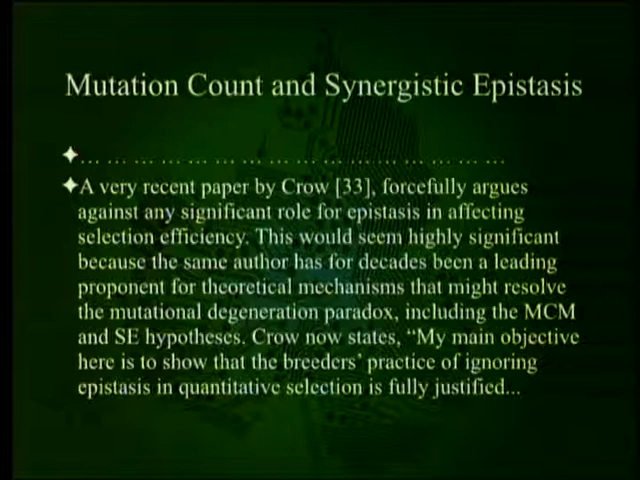 Mutation Count and Synergistic Epistasis
✦... ... ... ... ... ... ... ... ... ... ... ... ... ... ... ...
✦A very recent paper by Crow [33], forcefully argues
against any significant role for epistasis in affecting
selection efficiency. This would seem highly significant
because the same author has for decades been a leading
proponent for theoretical mechanisms that might resolve
the mutational degeneration paradox, including the MCM
and SE hypotheses. Crow now states, “My main objective
here is to show that the breeders’ practice of ignoring
epistasis in quantitative selection is fully justified...